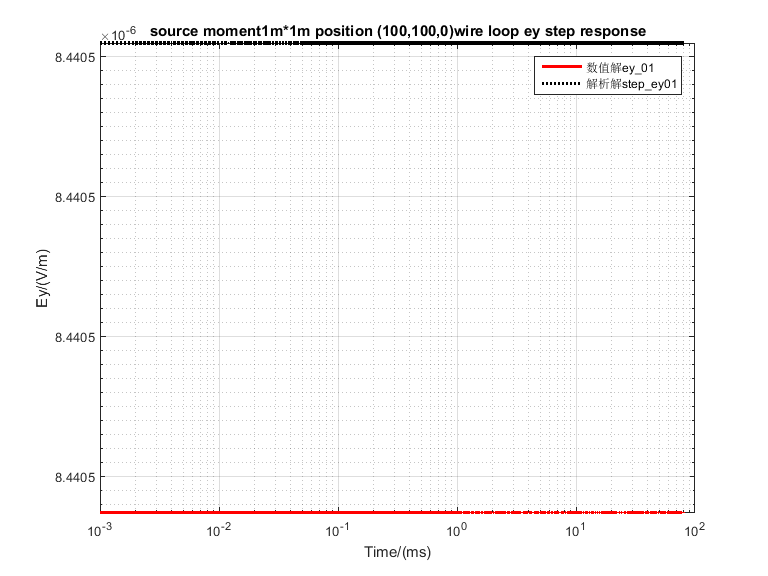 source moment1m*1m position (100,100,0)wire loop ey step response
×10⁻⁶
8.4405
8.4405
8.4405
8.4405
Ey/(V/m)
数值解ey_01
解析解step_ey01
10⁻³ 10⁻² 10⁻¹ 10⁰ 10¹ 10²
Time/(ms)